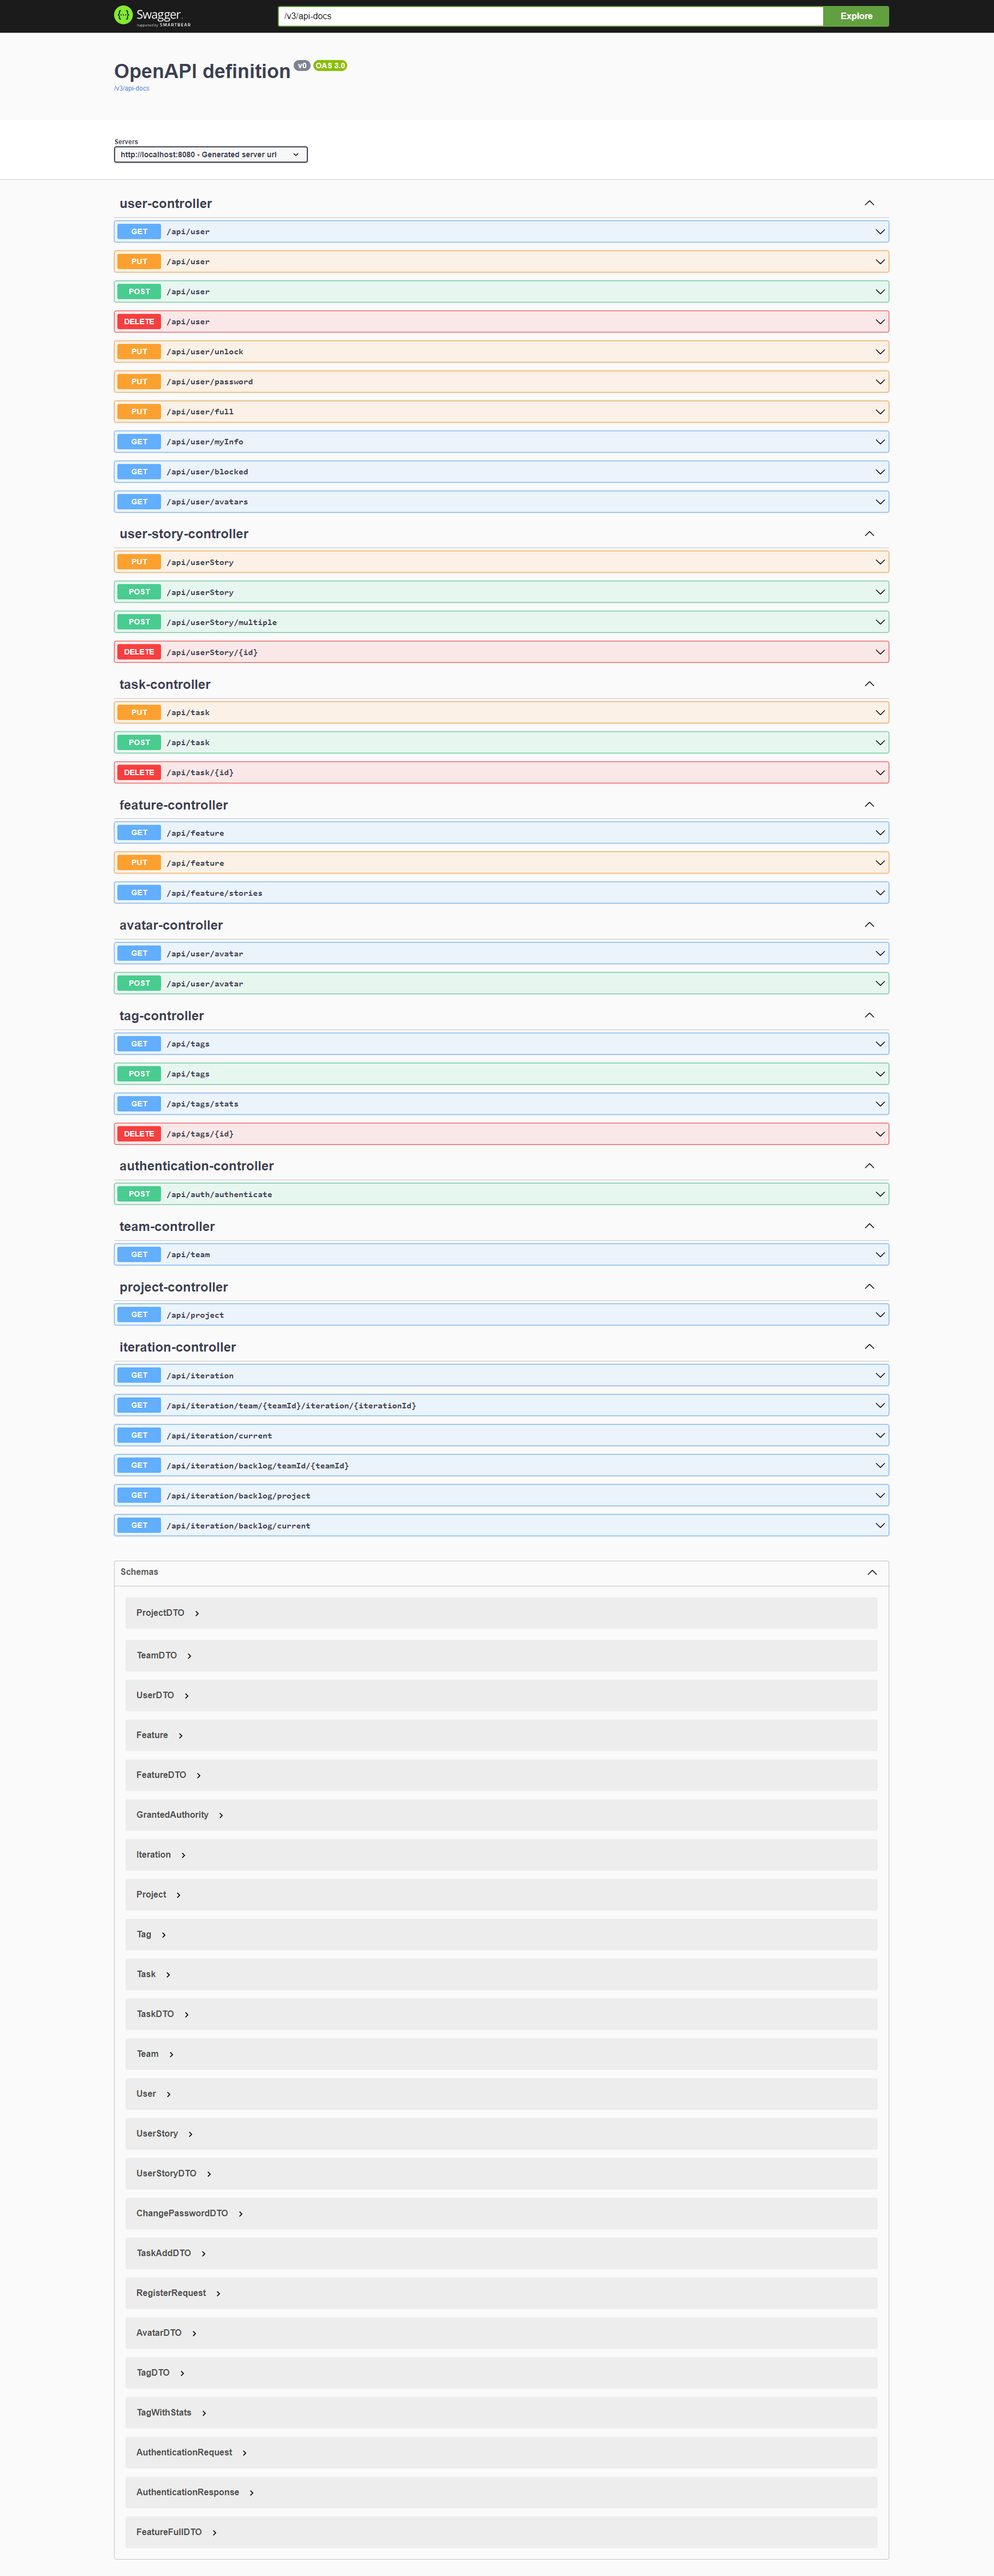 Swagger
Supported by SMARTBEAR
/v3/api-docs
Explore
OpenAPI definition v0 OAS 3.0
/v3/api-docs
Servers
http://localhost:8080 - Generated server url
user-controller
GET /api/user
PUT /api/user
POST /api/user
DELETE /api/user
PUT /api/user/unlock
PUT /api/user/password
PUT /api/user/full
GET /api/user/myInfo
GET /api/user/blocked
GET /api/user/avatars
user-story-controller
PUT /api/userStory
POST /api/userStory
POST /api/userStory/multiple
DELETE /api/userStory/{id}
task-controller
PUT /api/task
POST /api/task
DELETE /api/task/{id}
feature-controller
GET /api/feature
PUT /api/feature
GET /api/feature/stories
avatar-controller
GET /api/user/avatar
POST /api/user/avatar
tag-controller
GET /api/tags
POST /api/tags
GET /api/tags/stats
DELETE /api/tags/{id}
authentication-controller
POST /api/auth/authenticate
team-controller
GET /api/team
project-controller
GET /api/project
iteration-controller
GET /api/iteration
GET /api/iteration/team/{teamId}/iteration/{iterationId}
GET /api/iteration/current
GET /api/iteration/backlog/teamId/{teamId}
GET /api/iteration/backlog/project
GET /api/iteration/backlog/current
Schemas
ProjectDTO
TeamDTO
UserDTO
Feature
FeatureDTO
GrantedAuthority
Iteration
Project
Tag
Task
TaskDTO
Team
User
UserStory
UserStoryDTO
ChangePasswordDTO
TaskAddDTO
RegisterRequest
AvatarDTO
TagDTO
TagWithStats
AuthenticationRequest
AuthenticationResponse
FeatureFullDTO